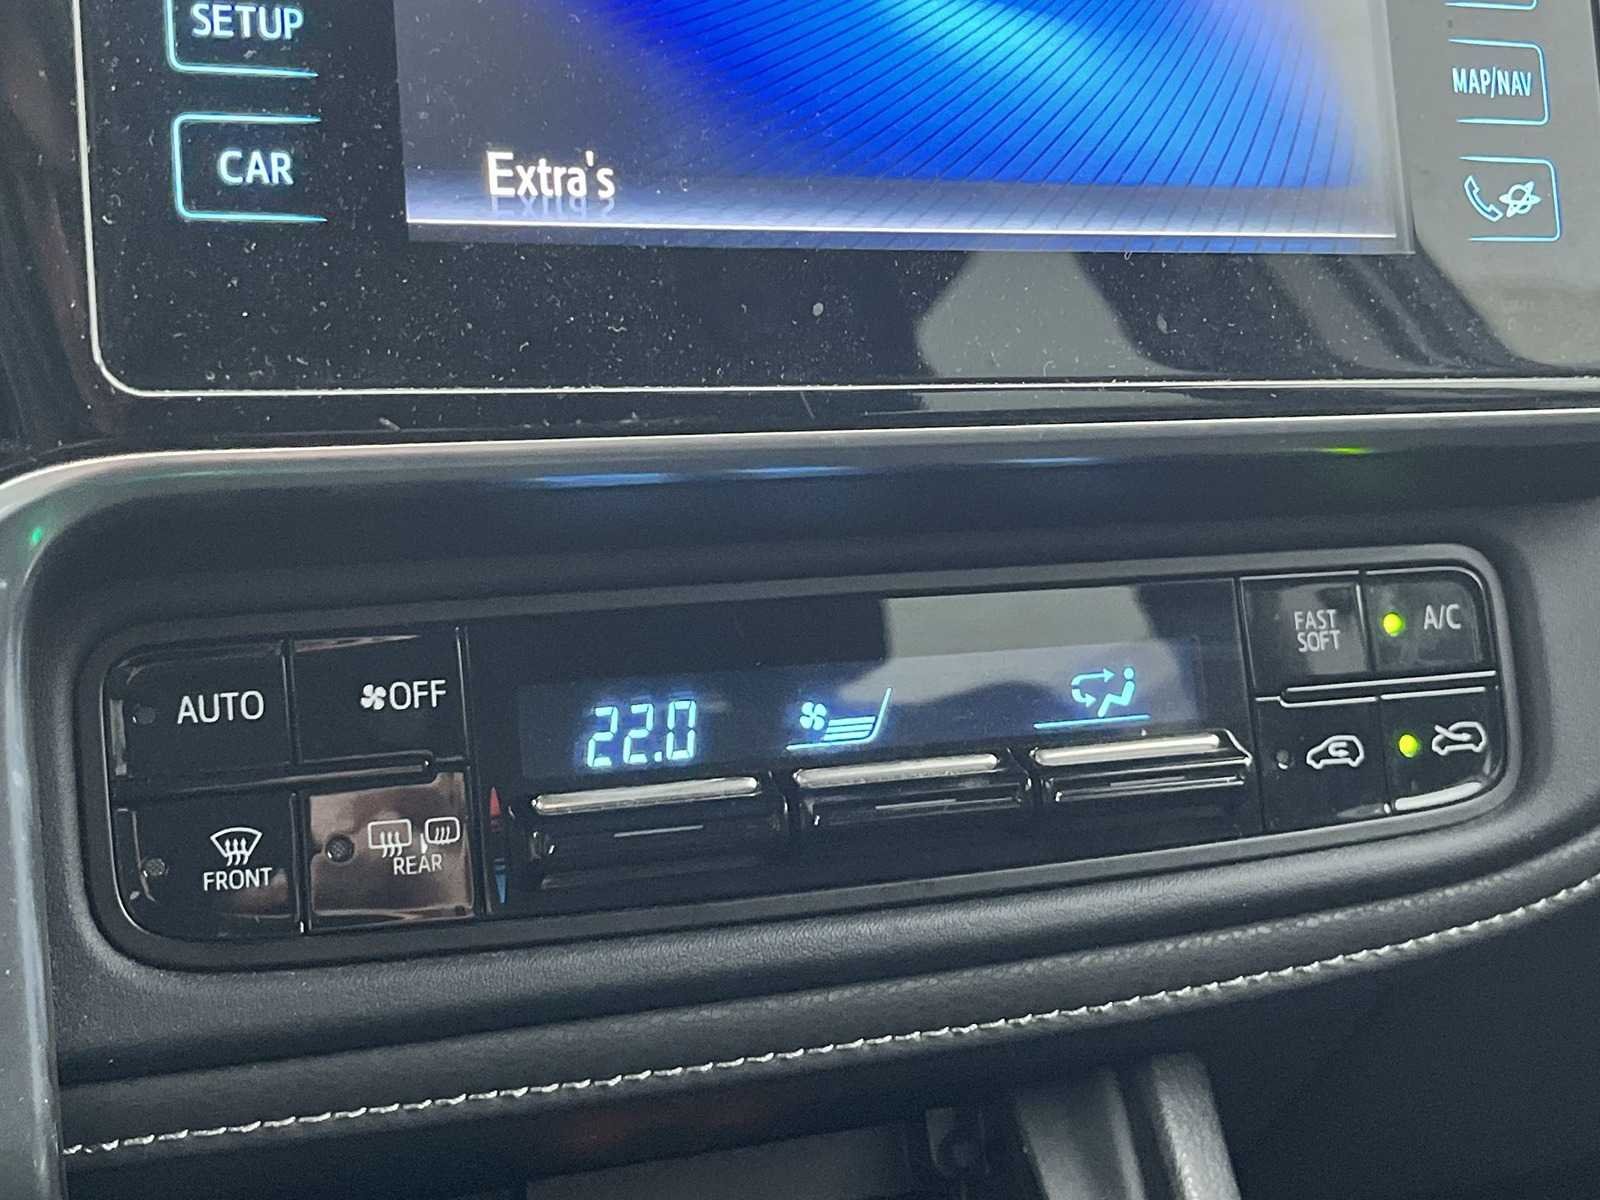 SETUP
CAR
Extra's
MAP/NAV
AUTO
OFF
FRONT
REAR
22.0
FAST
SOFT
A/C